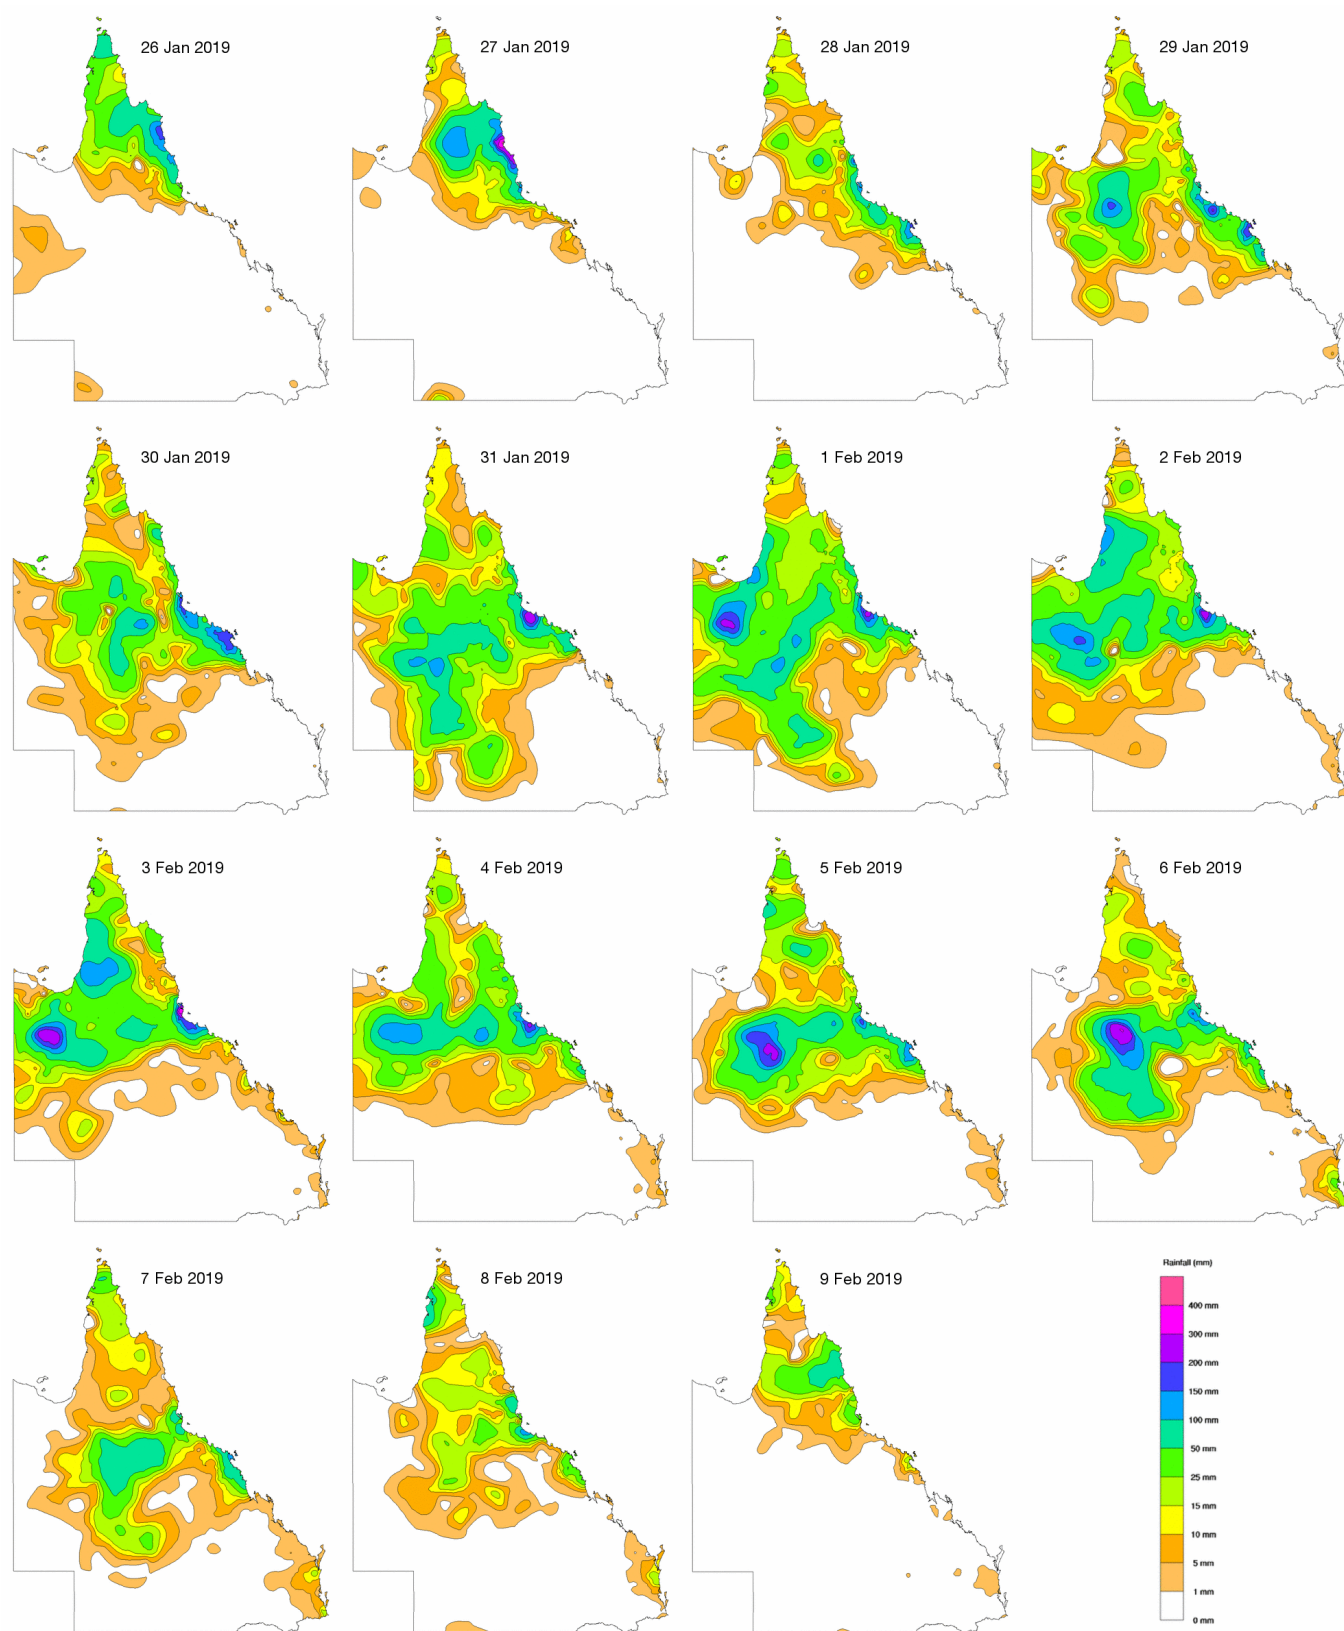 26 Jan 2019
27 Jan 2019
28 Jan 2019
29 Jan 2019
30 Jan 2019
31 Jan 2019
1 Feb 2019
2 Feb 2019
3 Feb 2019
4 Feb 2019
5 Feb 2019
6 Feb 2019
7 Feb 2019
8 Feb 2019
9 Feb 2019
Rainfall (mm)
400 mm
300 mm
200 mm
150 mm
100 mm
50 mm
25 mm
15 mm
10 mm
5 mm
1 mm
0 mm